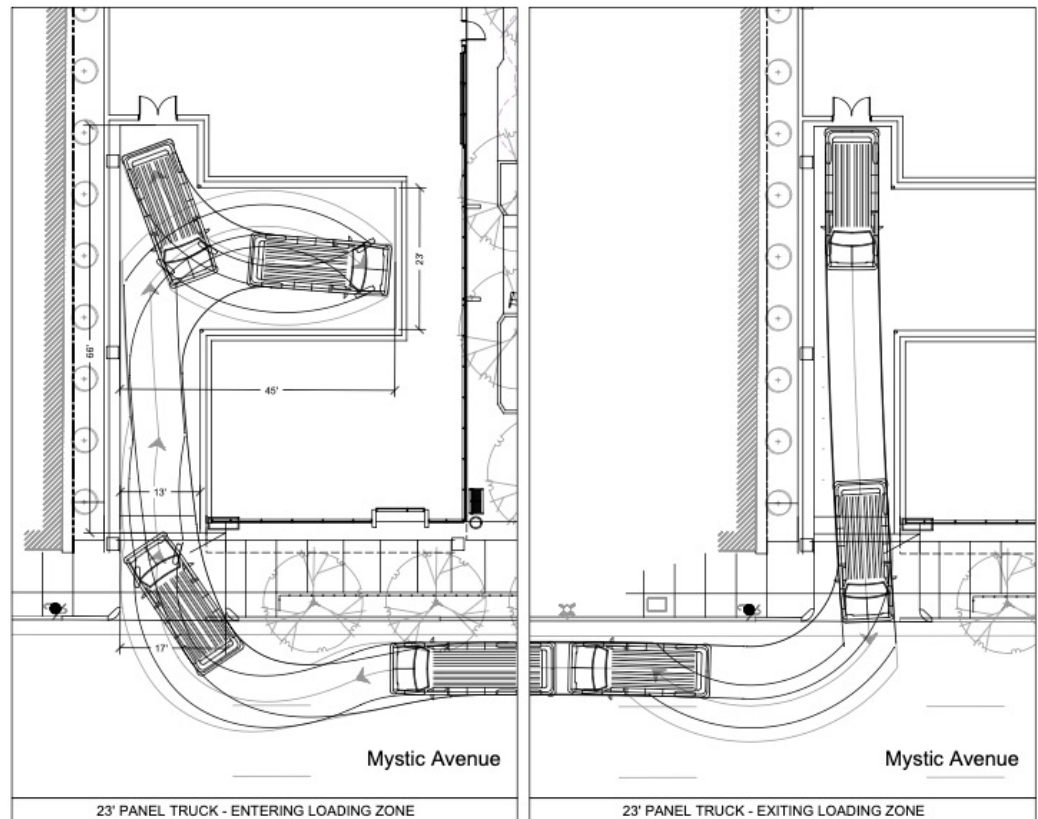 23'
66'
45'
13'
17'
Mystic Avenue
23' PANEL TRUCK - ENTERING LOADING ZONE
Mystic Avenue
23' PANEL TRUCK - EXITING LOADING ZONE